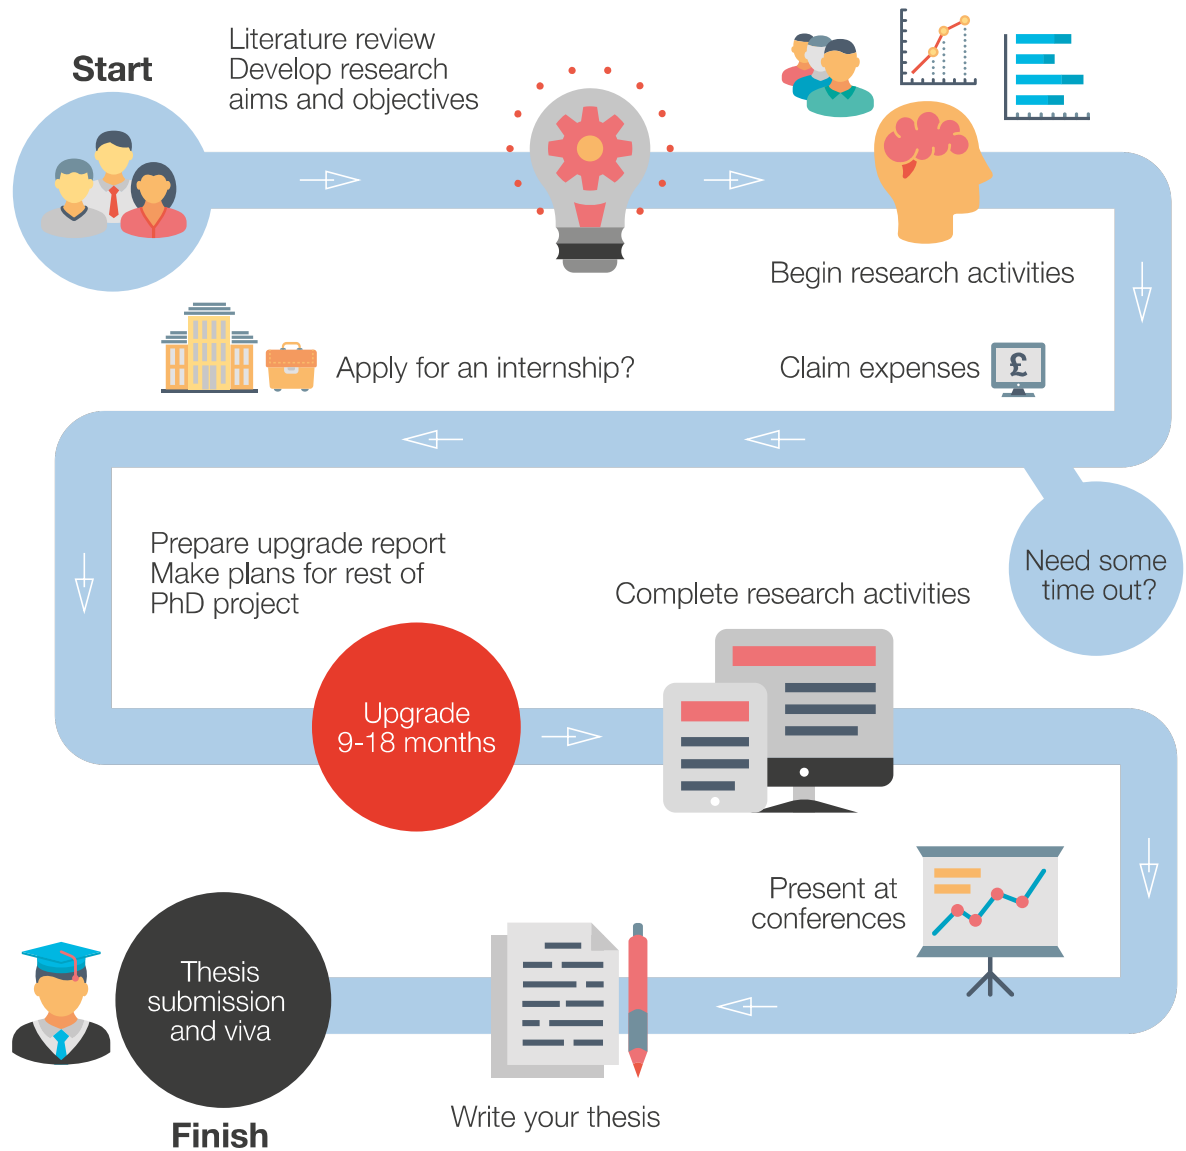 Start
Literature review
Develop research
aims and objectives
Begin research activities
Claim expenses
£
Apply for an internship?
Need some
time out?
Prepare upgrade report
Make plans for rest of
PhD project
Upgrade
9-18 months
Complete research activities
Present at
conferences
Write your thesis
Thesis
submission
and viva
Finish